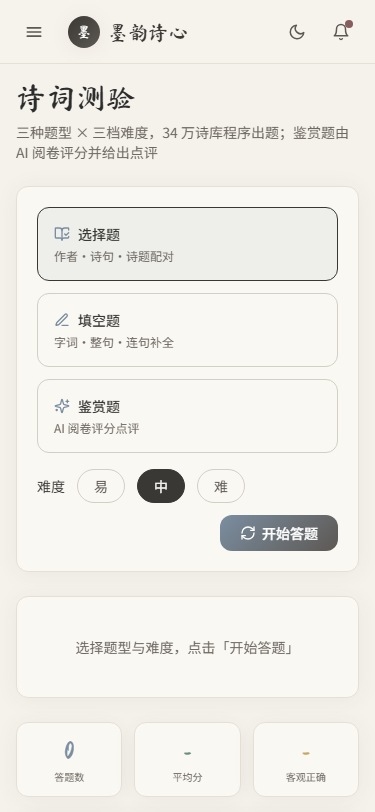 墨 墨韵诗心
诗词测验
三种题型 × 三档难度，34 万诗库程序出题；鉴赏题由
AI 阅卷评分并给出点评
选择题
作者・诗句・诗题配对
填空题
字词・整句・连句补全
鉴赏题
AI 阅卷评分点评
难度 易 中 难
开始答题
选择题型与难度，点击「开始答题」
0 - -
答题数 平均分 客观正确